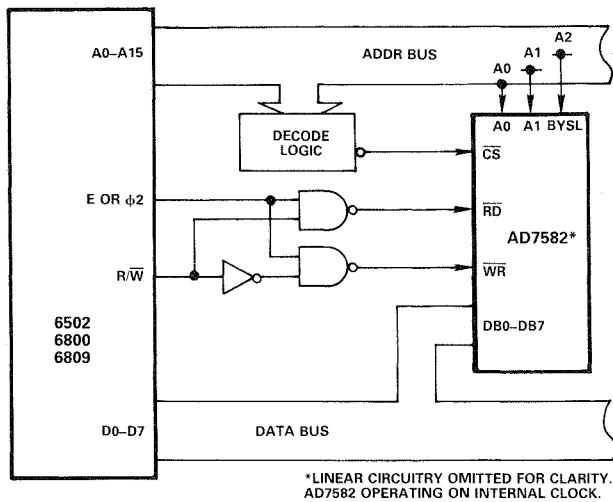 A0–A15
ADDR BUS
A0
A1
A2
A0 A1 BYSL
DECODE
LOGIC
CS
E OR ϕ2
RD
AD7582*
R/W
WR
6502
6800
6809
DB0–DB7
D0–D7
DATA BUS
*LINEAR CIRCUITRY OMITTED FOR CLARITY.
AD7582 OPERATING ON INTERNAL CLOCK.